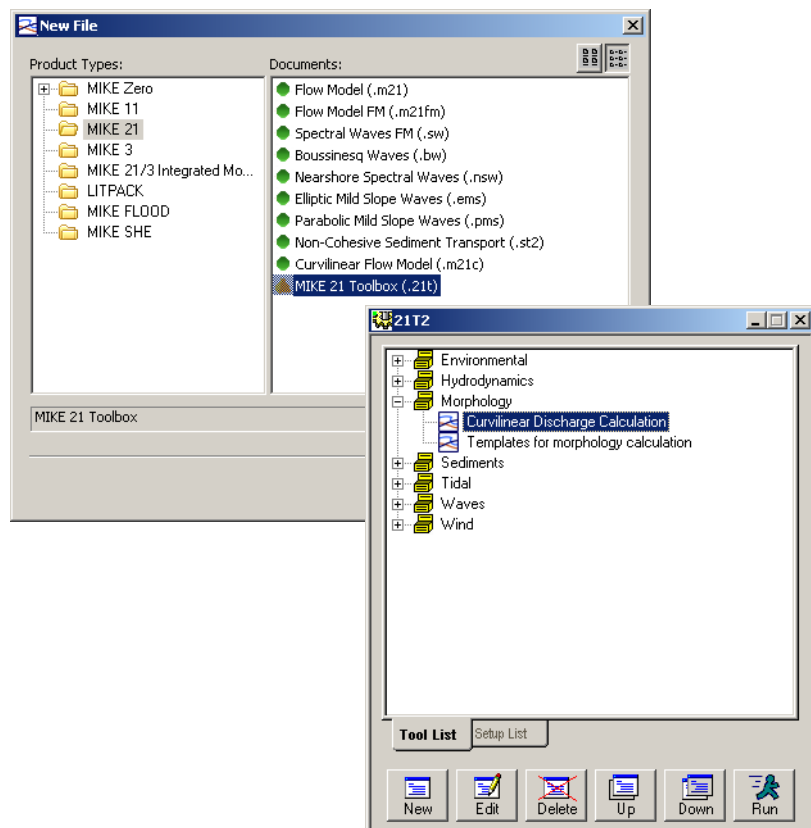 New File
Product Types:
Documents:
MIKE Zero
MIKE 11
MIKE 21
MIKE 3
MIKE 21/3 Integrated Mo...
LITPACK
MIKE FLOOD
MIKE SHE
Flow Model (.m21)
Flow Model FM (.m21fm)
Spectral Waves FM (.sw)
Boussinesq Waves (.bw)
Nearshore Spectral Waves (.nsw)
Elliptic Mild Slope Waves (.ems)
Parabolic Mild Slope Waves (.pms)
Non-Cohesive Sediment Transport (.st2)
Curvilinear Flow Model (.m21c)
MIKE 21 Toolbox (.21t)
MIKE 21 Toolbox
21T2
Environmental
Hydrodynamics
Morphology
Curvilinear Discharge Calculation
Templates for morphology calculation
Sediments
Tidal
Waves
Wind
Tool List
Setup List
New
Edit
Delete
Up
Down
Run